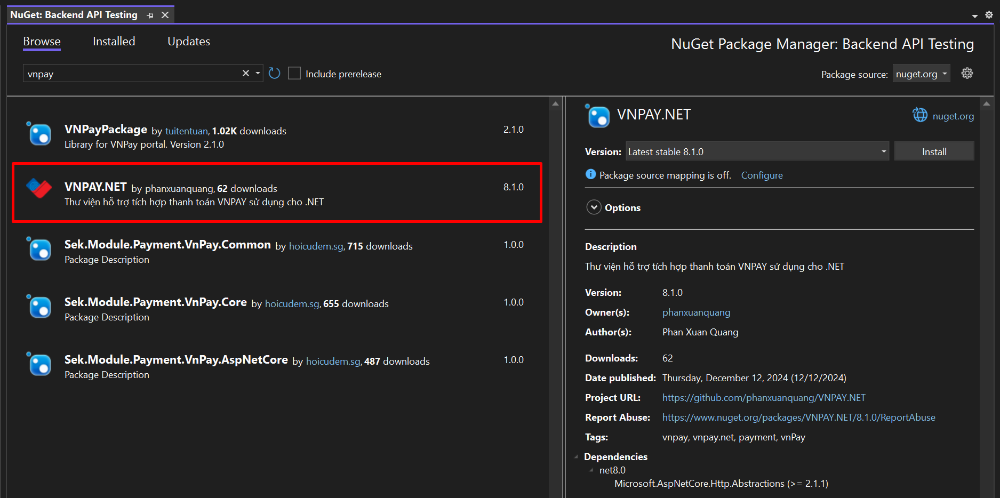 NuGet: Backend API Testing
Browse Installed Updates
NuGet Package Manager: Backend API Testing
vnpay
Include prerelease
Package source: nuget.org
VNPayPackage by tuitentuan, 1.02K downloads 2.1.0
Library for VNPay portal. Version 2.1.0
VNPAY.NET by phanxuanquang, 62 downloads 8.1.0
Thư viện hỗ trợ tích hợp thanh toán VNPAY sử dụng cho .NET
Sek.Module.Payment.VnPay.Common by hoicudem.sg, 715 downloads 1.0.0
Package Description
Sek.Module.Payment.VnPay.Core by hoicudem.sg, 655 downloads 1.0.0
Package Description
Sek.Module.Payment.VnPay.AspNetCore by hoicudem.sg, 487 downloads 1.0.0
Package Description
VNPAY.NET
nuget.org
Version: Latest stable 8.1.0 Install
Package source mapping is off. Configure
Options
Description
Thư viện hỗ trợ tích hợp thanh toán VNPAY sử dụng cho .NET
Version: 8.1.0
Owner(s): phanxuanquang
Author(s): Phan Xuan Quang
Downloads: 62
Date published: Thursday, December 12, 2024 (12/12/2024)
Project URL: https://github.com/phanxuanquang/VNPAY.NET
Report Abuse: https://www.nuget.org/packages/VNPAY.NET/8.1.0/ReportAbuse
Tags: vnpay, vnpay.net, payment, vnPay
Dependencies
net8.0
Microsoft.AspNetCore.Http.Abstractions (>= 2.1.1)